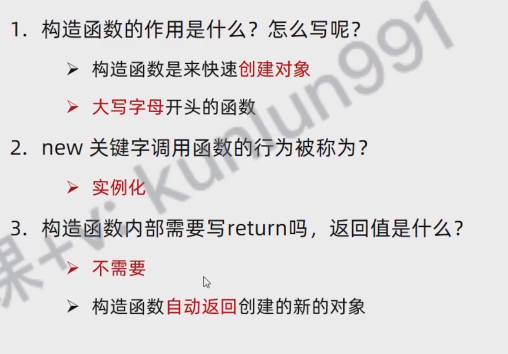 1. 构造函数的作用是什么？怎么写呢？
➢ 构造函数是来快速创建对象
➢ 大写字母开头的函数
2. new 关键字调用函数的行为被称为？
➢ 实例化
3. 构造函数内部需要写return吗，返回值是什么？
➢ 不需要
➢ 构造函数自动返回创建的新的对象
课+v: kunlun991